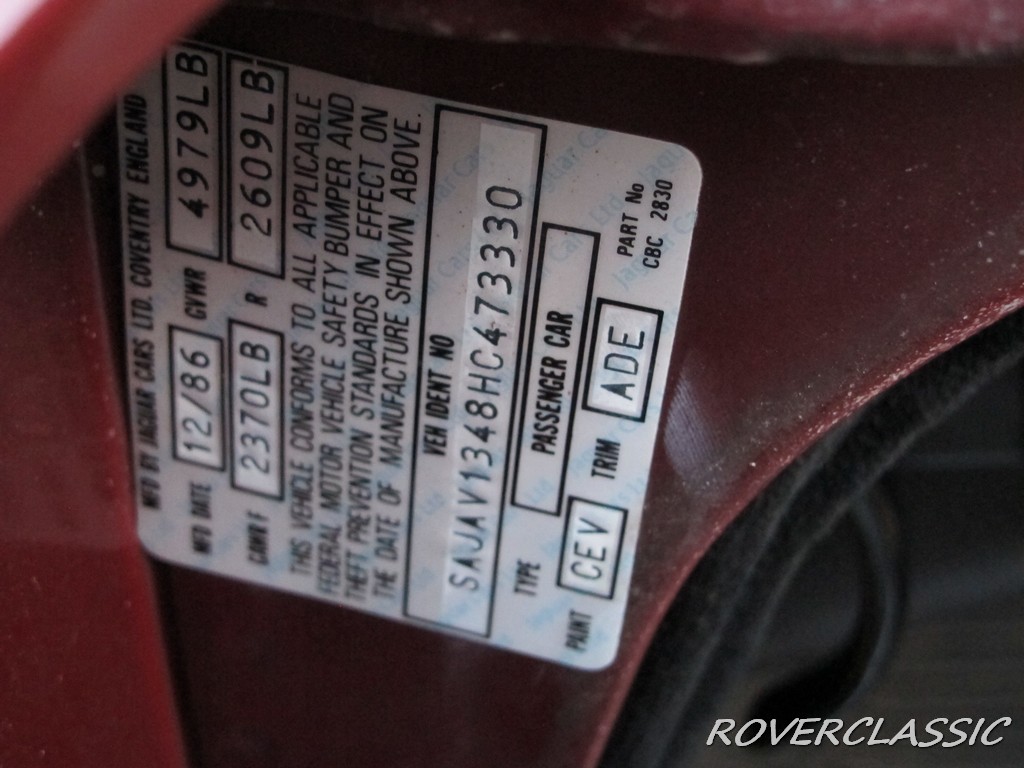 MFD BY JAGUAR CARS LTD. COVENTRY ENGLAND
MFD DATE 12/86 GVWR 4979LB
GAWR F 2370LB R 2609LB
THIS VEHICLE CONFORMS TO ALL APPLICABLE
FEDERAL MOTOR VEHICLE SAFETY BUMPER AND
THEFT PREVENTION STANDARDS IN EFFECT ON
THE DATE OF MANUFACTURE SHOWN ABOVE.
VEH IDENT NO
SAJAV1348HC473330
TYPE PASSENGER CAR
PAINT CEV TRIM ADE
PART No
CBC 2830
ROVERCLASSIC